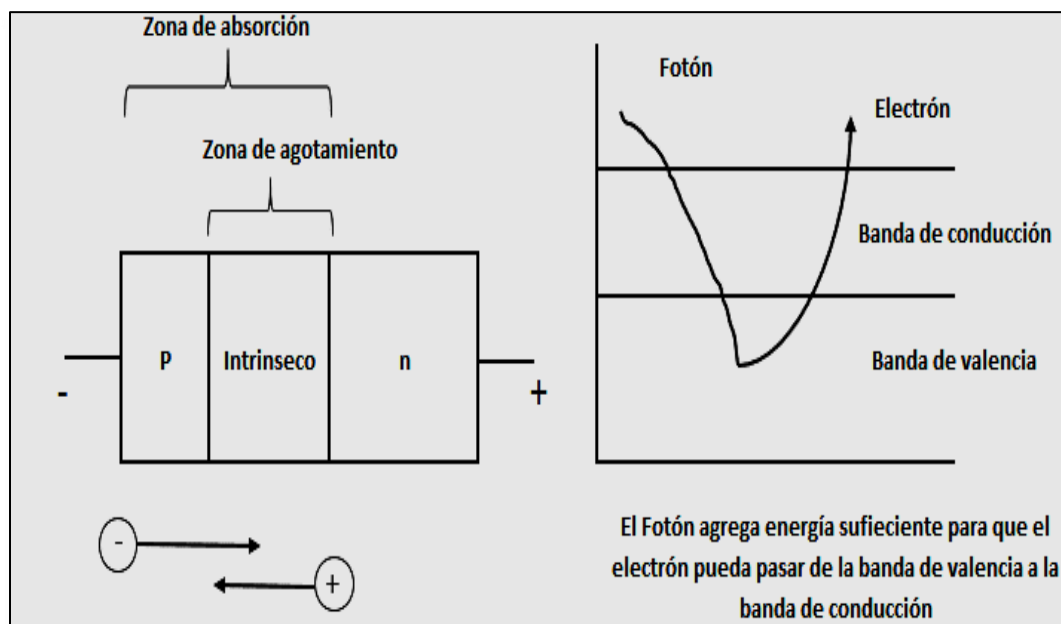 Zona de absorción
Zona de agotamiento
P
Intrinseco
n
-
+
-
+
Fotón
Electrón
Banda de conducción
Banda de valencia
El Fotón agrega energía sufieciente para que el
electrón pueda pasar de la banda de valencia a la
banda de conducción